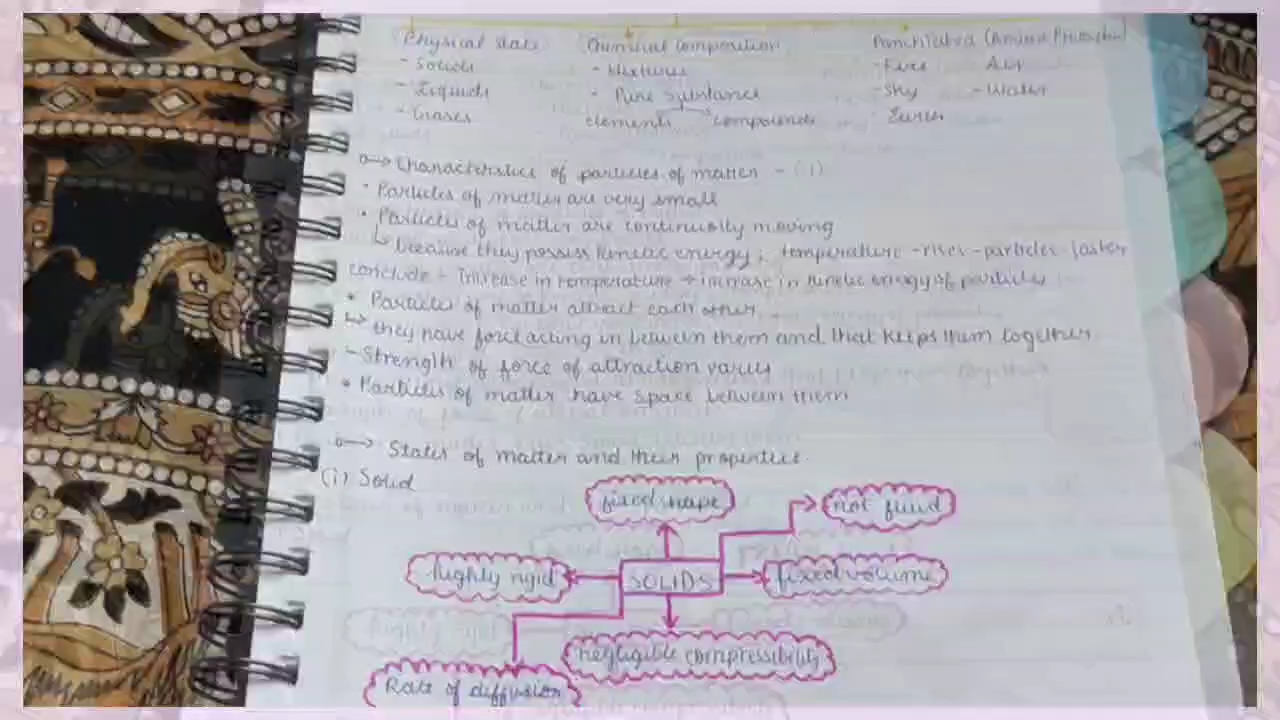 Physical State Chemical Composition Panchtatva (Ancient Philosophy)
- Solids - Mixtures - Fire Air
- Liquids - Pure substance - Sky - Water
- Gases elements compounds
Characteristics of particles of matter - (1)
• Particles of matter are very small
• Particles of matter are continually moving
because they possess kinetic energy; temperature - rises - particles - faster
conclude - Increase in temperature → increase in kinetic energy of particles
• Particles of matter attract each other
they have force acting in between them and that keeps them together.
- Strength of force of attraction varies
• Particles of matter have space between them
States of matter and their properties
(i) Solid
fixed shape
not fluid
highly rigid
SOLIDS
fixed volume
negligible compressibility
Rate of diffusion